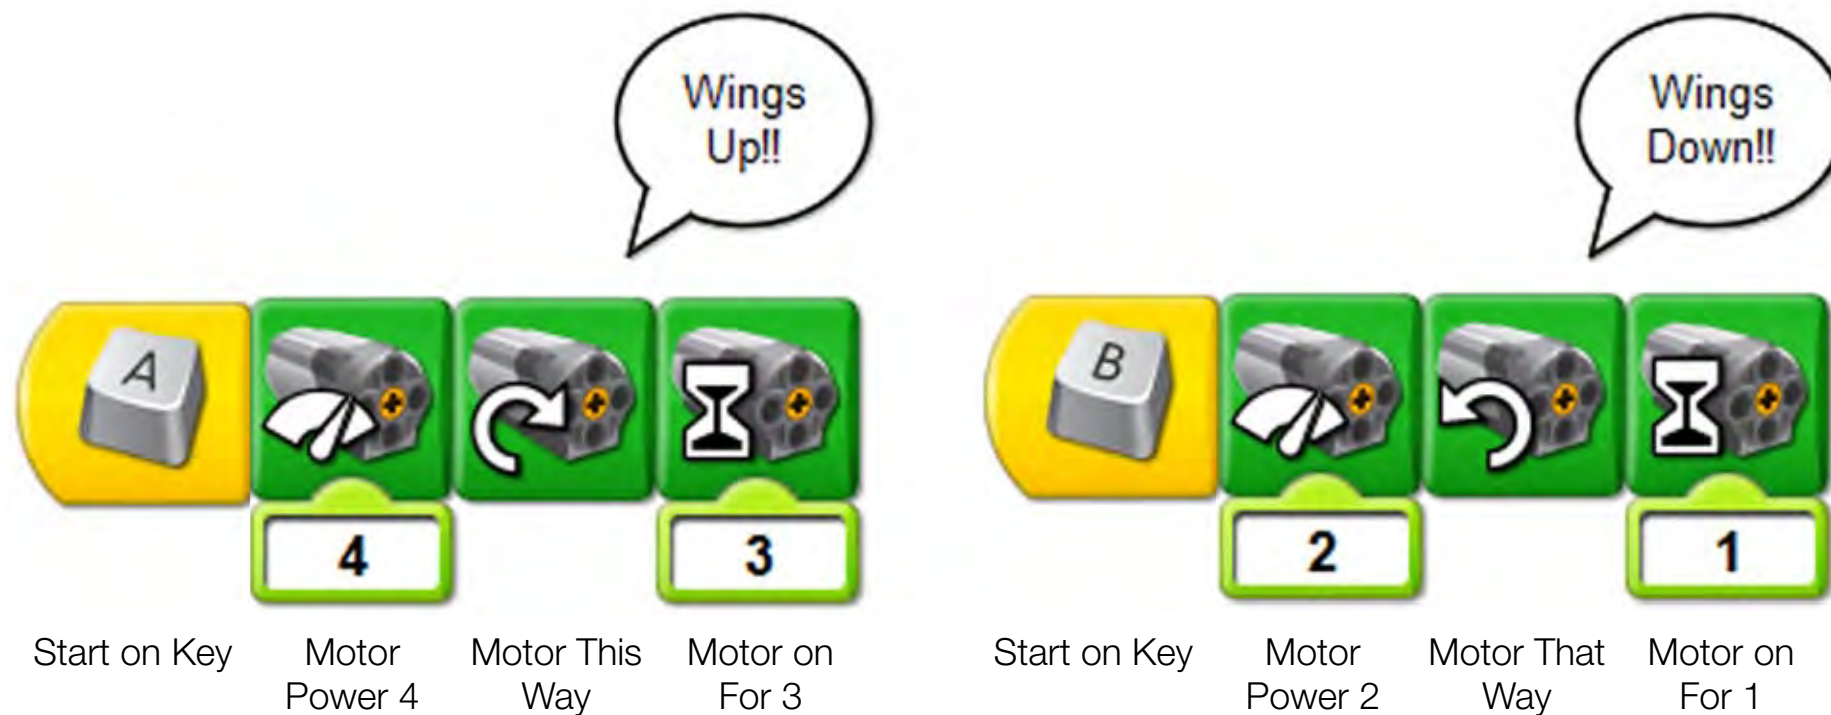 Wings
Up!!
Wings
Down!!
A
B
4
3
2
1
Start on Key
Motor
Power 4
Motor This
Way
Motor on
For 3
Start on Key
Motor
Power 2
Motor That
Way
Motor on
For 1